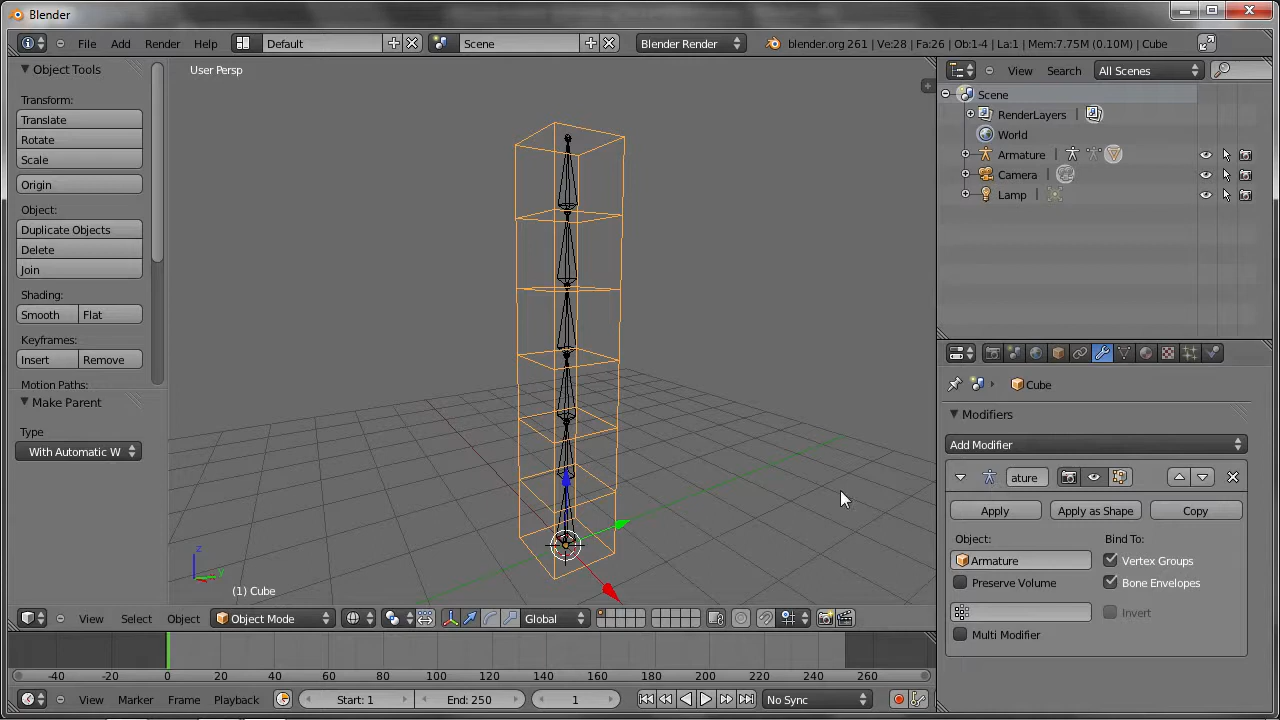 Blender
File Add Render Help Default Scene Blender Render blender.org 261 | Ve:28 | Fa:26 | Ob:1-4 | La:1 | Mem:7.75M (0.10M) | Cube
Object Tools
Transform:
Translate
Rotate
Scale
Origin
Object:
Duplicate Objects
Delete
Join
Shading:
Smooth Flat
Keyframes:
Insert Remove
Motion Paths:
Make Parent
Type
With Automatic W
User Persp
z
y
(1) Cube
View Select Object Object Mode Global
-40 -20 0 20 40 60 80 100 120 140 160 180 200 220 240 260
View Marker Frame Playback Start: 1 End: 250 1 No Sync
View Search All Scenes
Scene
RenderLayers |
World
Armature |
Camera |
Lamp |
Cube
Modifiers
Add Modifier
ature
Apply Apply as Shape Copy
Object: Bind To:
Armature Vertex Groups
Preserve Volume Bone Envelopes
Invert
Multi Modifier